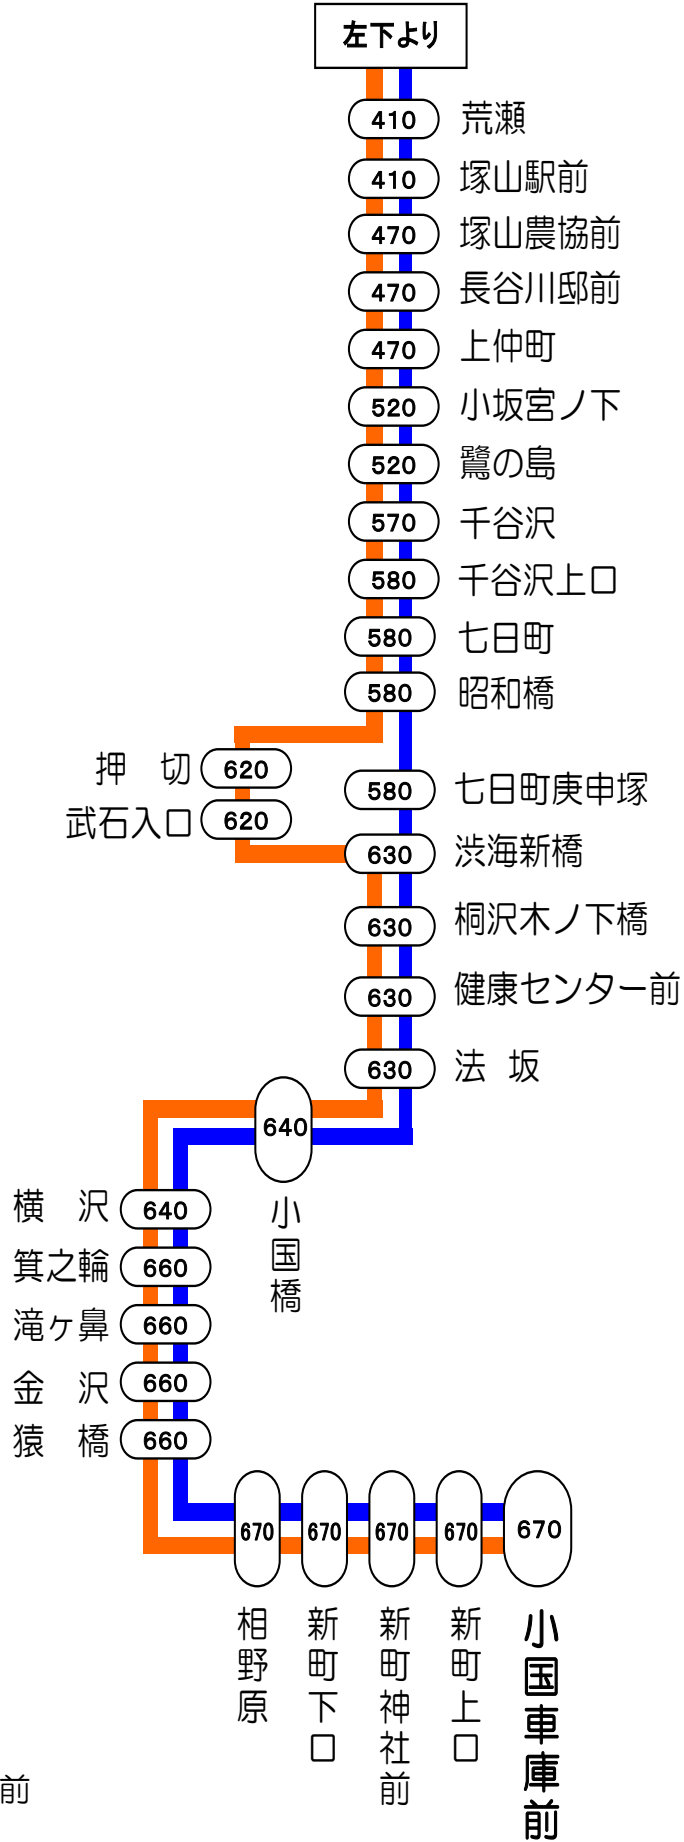 左下より
410 荒瀬
410 塚山駅前
470 塚山農協前
470 長谷川邸前
470 上仲町
520 小坂宮ノ下
520 鷺の島
570 千谷沢
580 千谷沢上口
580 七日町
580 昭和橋
押　切 620
武石入口 620
580 七日町庚申塚
630 渋海新橋
630 桐沢木ノ下橋
630 健康センター前
630 法 坂
640
小国橋
横　沢 640
箕之輪 660
滝ヶ鼻 660
金　沢 660
猿　橋 660
670
相野原
670
新町下口
670
新町神社前
670
新町上口
670
小国車庫前
前